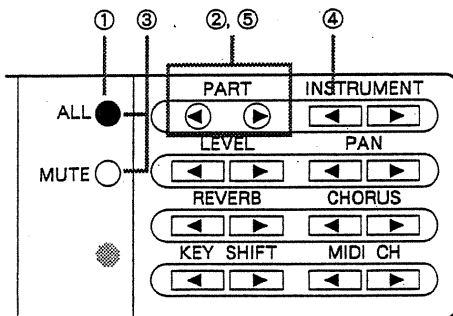 ① ③ ②, ⑤ ④
PART INSTRUMENT
ALL
LEVEL PAN
MUTE
REVERB CHORUS
KEY SHIFT MIDI CH